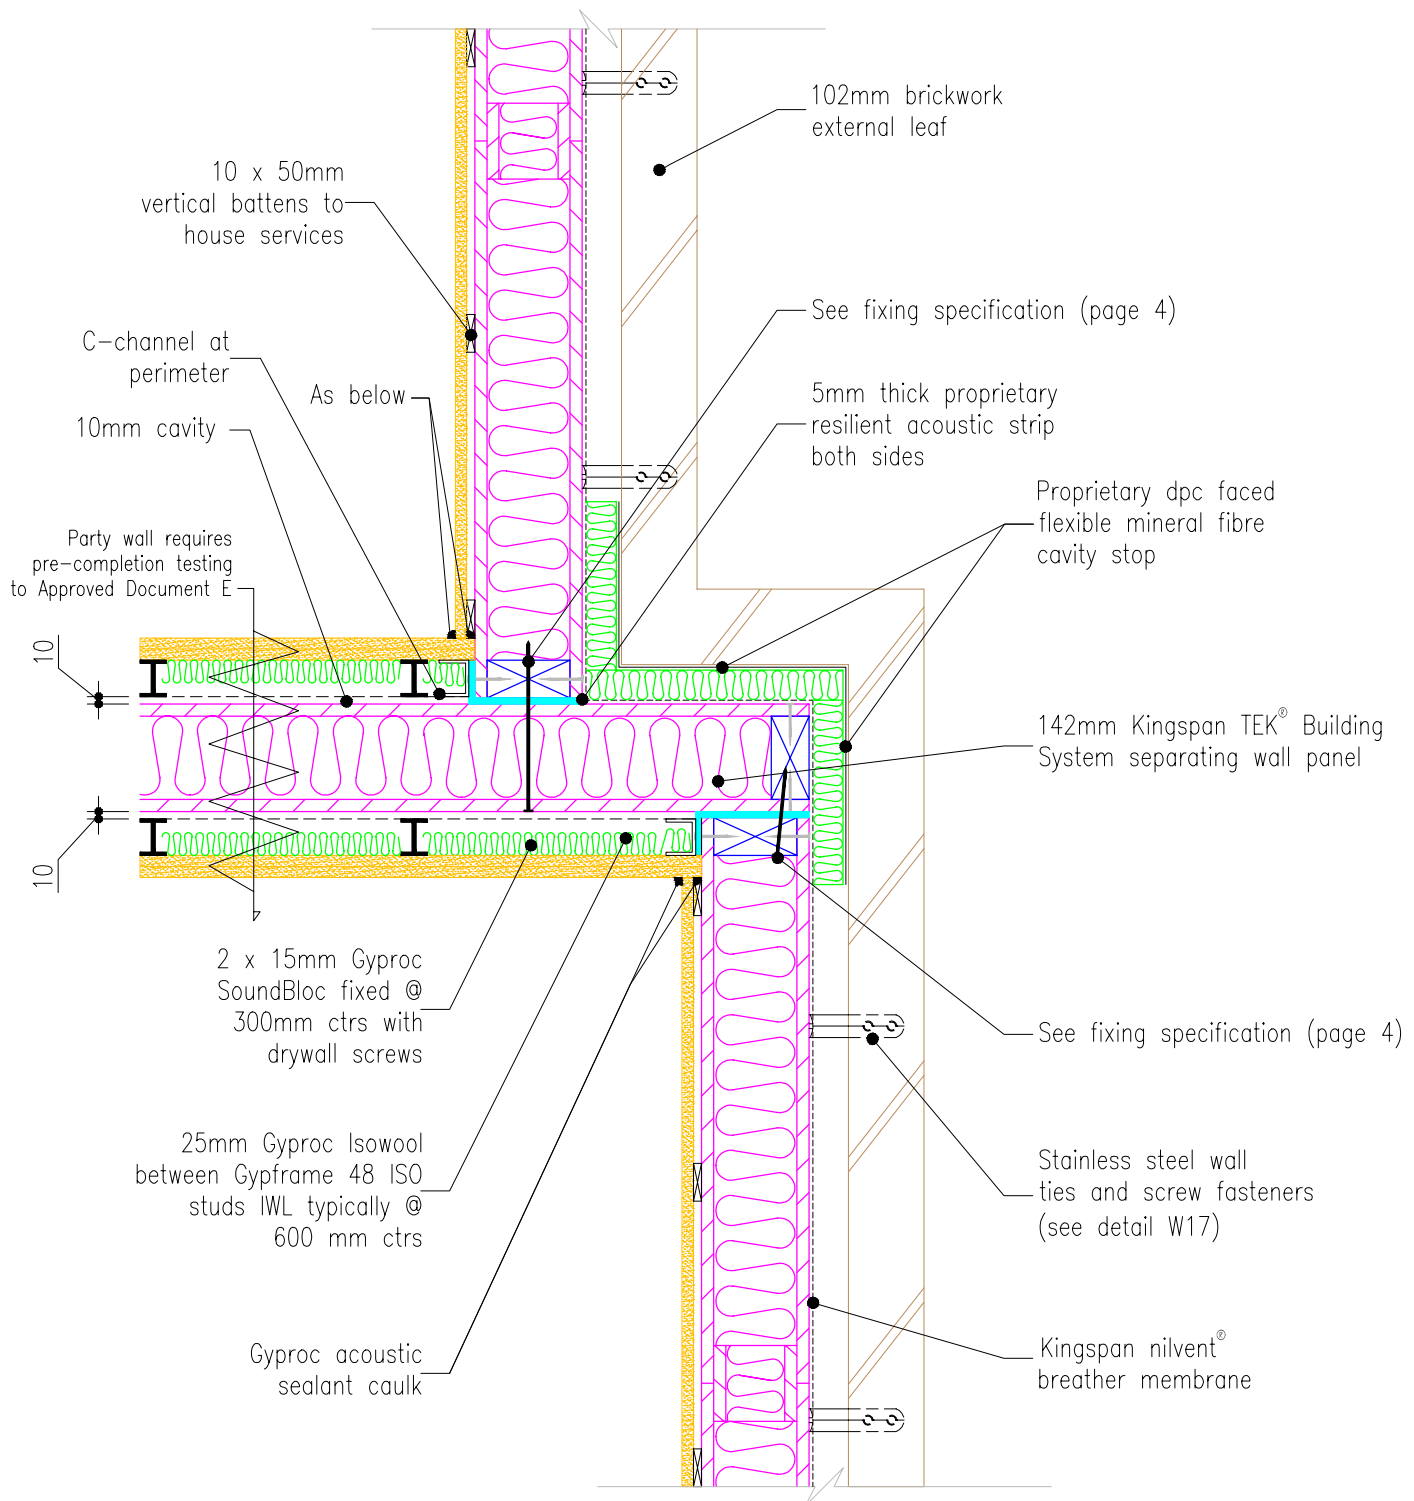 102mm brickwork
external leaf
10 x 50mm
vertical battens to
house services
See fixing specification (page 4)
C-channel at
perimeter
As below
5mm thick proprietary
resilient acoustic strip
both sides
10mm cavity
Proprietary dpc faced
flexible mineral fibre
cavity stop
Party wall requires
pre-completion testing
to Approved Document E
10
142mm Kingspan TEK® Building
System separating wall panel
10
2 x 15mm Gyproc
SoundBloc fixed @
300mm ctrs with
drywall screws
See fixing specification (page 4)
25mm Gyproc Isowool
between Gypframe 48 ISO
studs IWL typically @
600 mm ctrs
Stainless steel wall
ties and screw fasteners
(see detail W17)
Gyproc acoustic
sealant caulk
Kingspan nilvent®
breather membrane